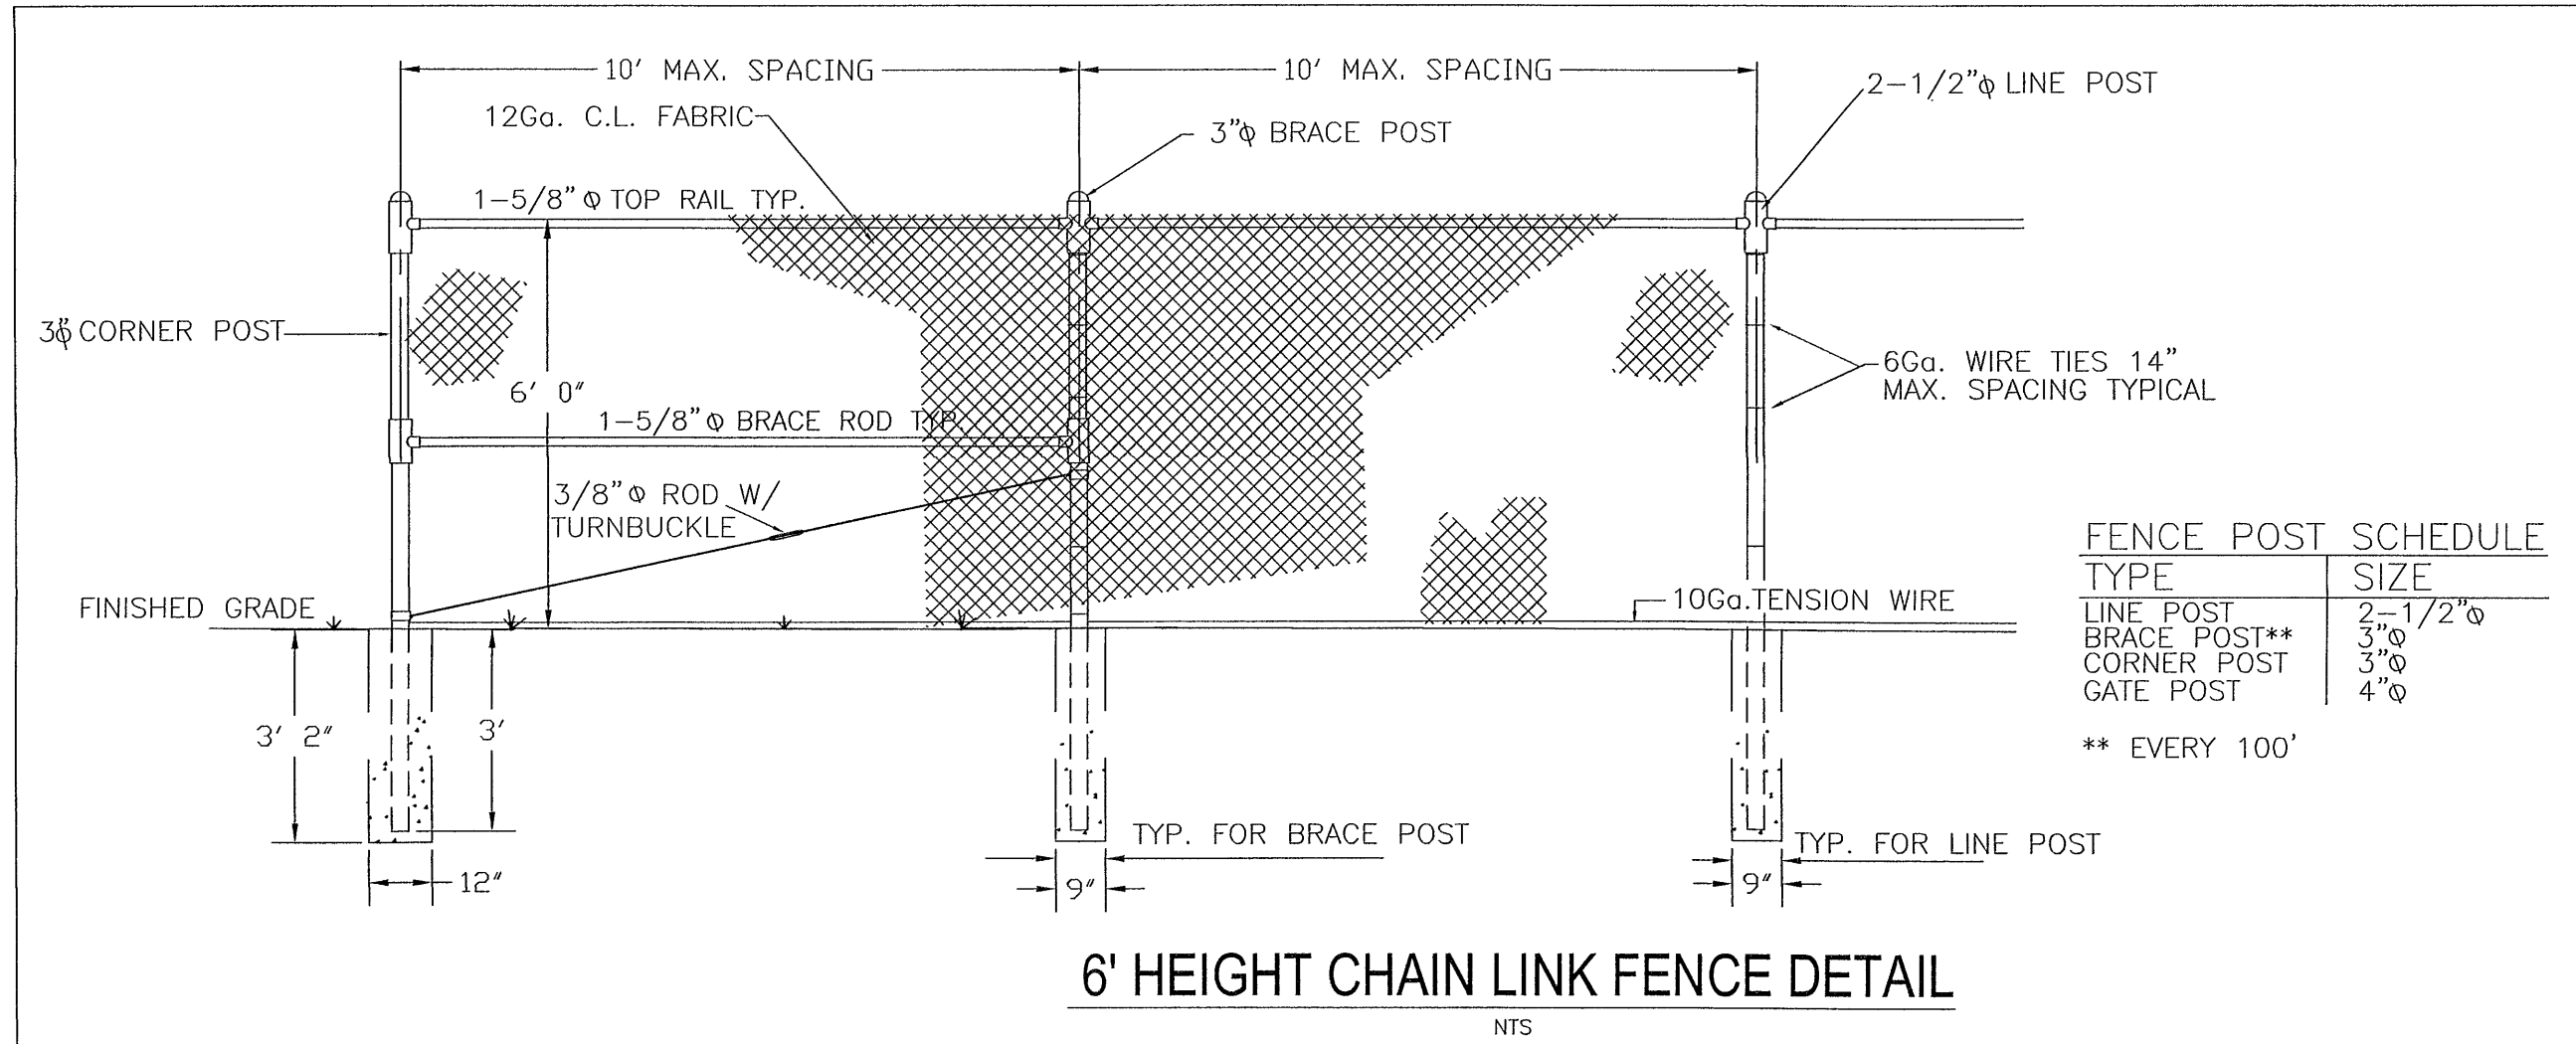 10' MAX. SPACING
10' MAX. SPACING
2-1/2"ϕ LINE POST
12Ga. C.L. FABRIC
3"ϕ BRACE POST
1-5/8"ϕ TOP RAIL TYP.
3"ϕ CORNER POST
6Ga. WIRE TIES 14"
MAX. SPACING TYPICAL
6' 0"
1-5/8"ϕ BRACE ROD TYP.
3/8"ϕ ROD W/
TURNBUCKLE
FINISHED GRADE
10Ga.TENSION WIRE
FENCE POST SCHEDULE
TYPE SIZE
LINE POST 2-1/2"ϕ
BRACE POST** 3"ϕ
CORNER POST 3"ϕ
GATE POST 4"ϕ
** EVERY 100'
3' 2"
3'
TYP. FOR BRACE POST
TYP. FOR LINE POST
12"
9"
9"
6' HEIGHT CHAIN LINK FENCE DETAIL
NTS